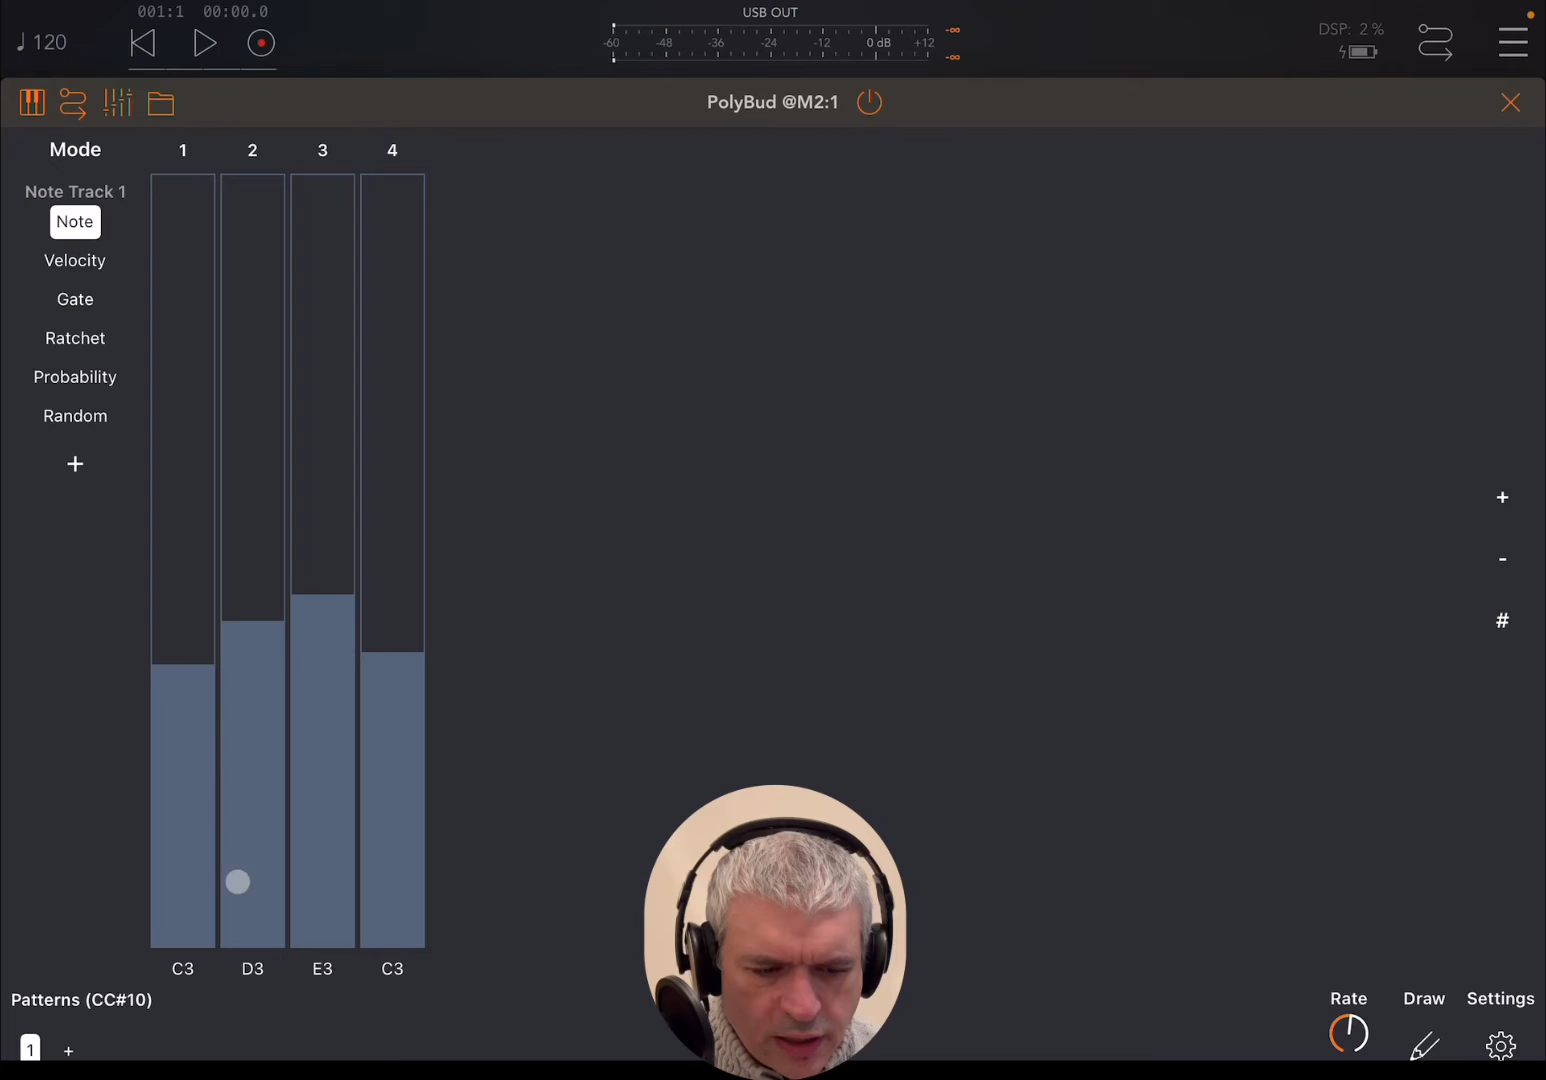 001:1 00:00.0
♩ 120
USB OUT
-60 -48 -36 -24 -12 0 dB +12
-∞
-∞
DSP: 2 %
PolyBud @M2:1
Mode 1 2 3 4
Note Track 1
Note
Velocity
Gate
Ratchet
Probability
Random
+
+
-
#
C3 D3 E3 C3
Patterns (CC#10)
1 +
Rate Draw Settings